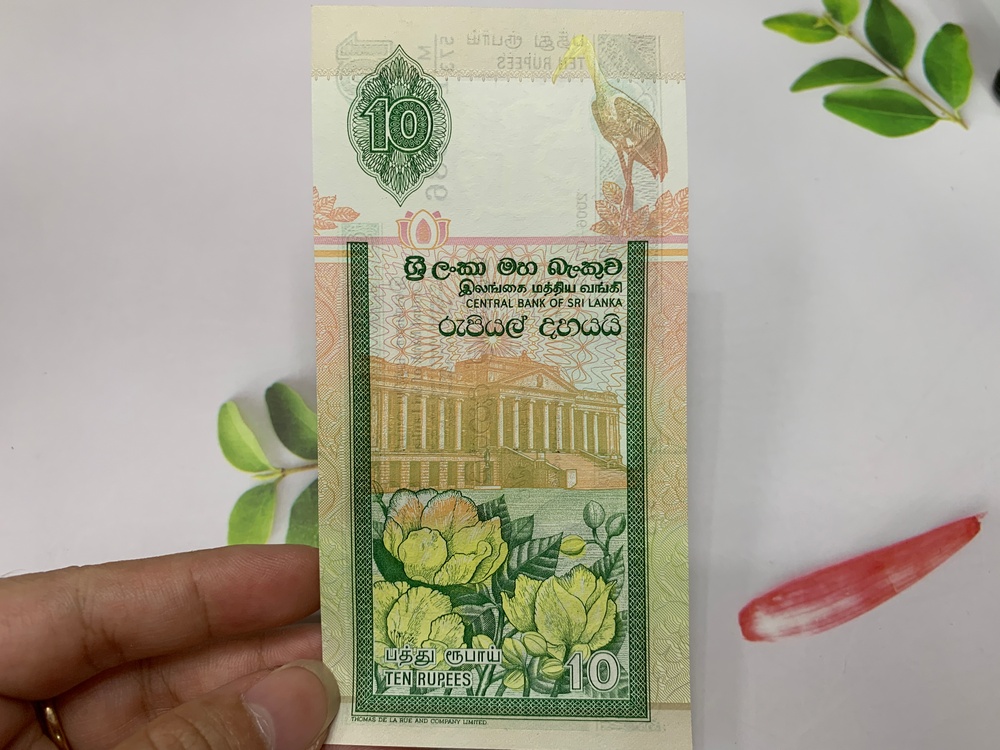 10
ශ්‍රී ලංකා මහ බැංකුව
இலங்கை மத்திய வங்கி
CENTRAL BANK OF SRI LANKA
රුපියල් දහයයි
பத்து ரூபாய்
TEN RUPEES
10
THOMAS DE LA RUE AND COMPANY LIMITED